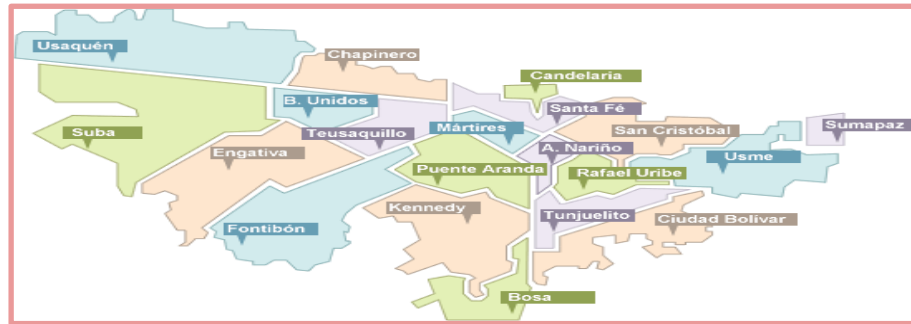 Usaquén
Chapinero
Candelaria
B. Unidos
Santa Fé
Suba
Teusaquillo
Mártires
San Cristóbal
Sumapaz
Engativa
A. Nariño
Usme
Puente Aranda
Rafael Uribe
Kennedy
Tunjuelito
Ciudad Bolivar
Fontibón
Bosa